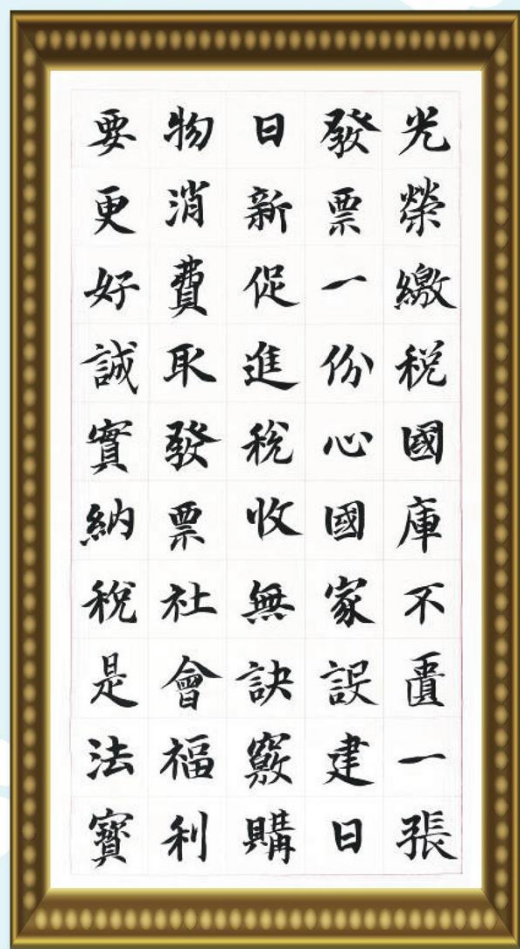 光榮繳税國庫不匱一張
發票一份心國家設建日
日新促進稅收無訣竅購
物消費取發票社會福利
要更好誠實納稅是法寶